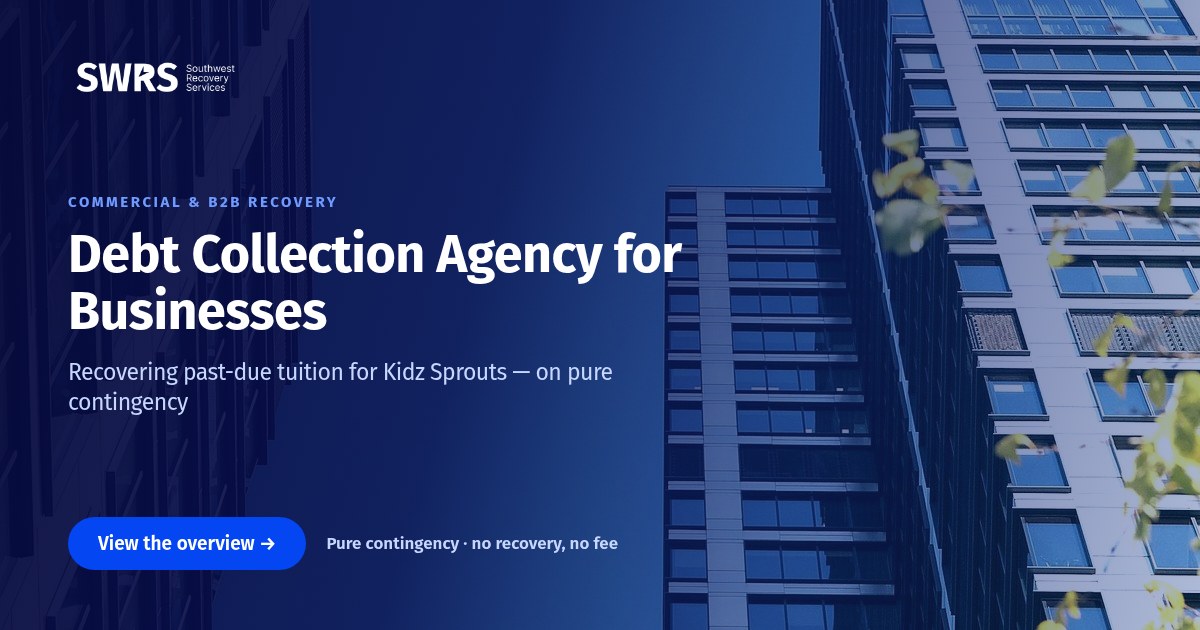 SWRS
Southwest
Recovery
Services
COMMERCIAL & B2B RECOVERY
Debt Collection Agency for
Businesses
Recovering past-due tuition for Kidz Sprouts — on pure
contingency
View the overview →
Pure contingency · no recovery, no fee